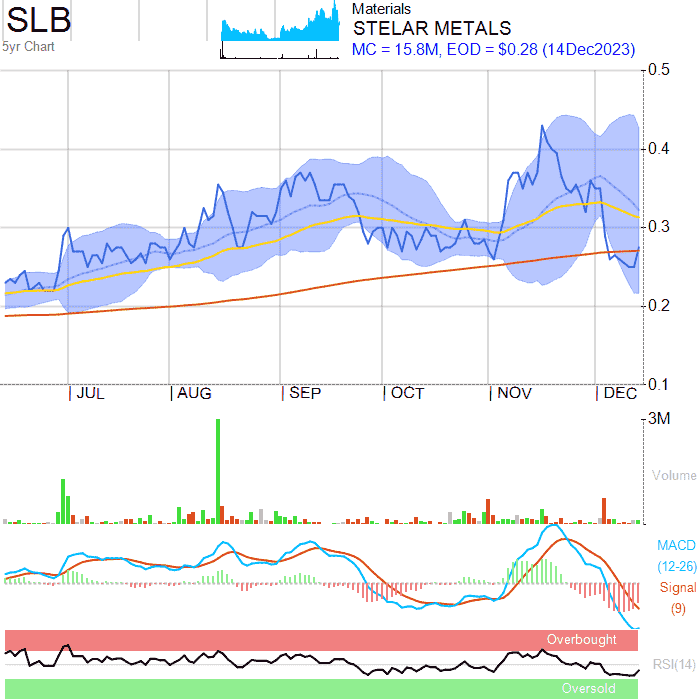 SLB
5yr Chart
Materials
STELAR METALS
MC = 15.8M, EOD = $0.28 (14Dec2023)
0.5
0.4
0.3
0.2
0.1
JUL AUG SEP OCT NOV DEC
3M
Volume
MACD
(12-26)
Signal
(9)
Overbought
RSI(14)
Oversold